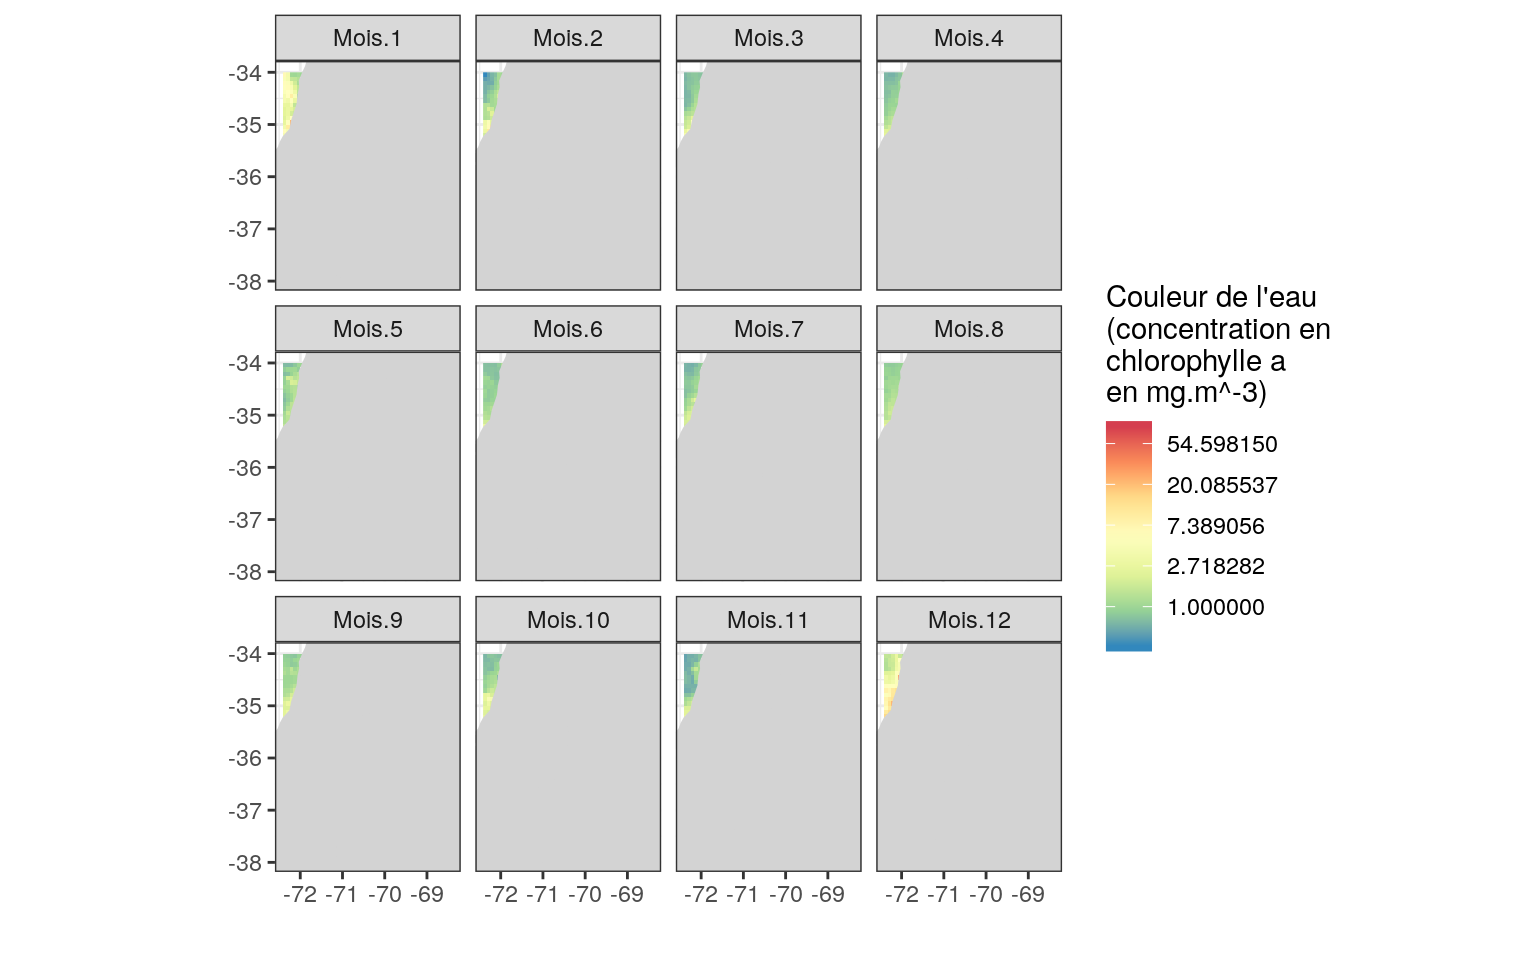 Mois.1 Mois.2 Mois.3 Mois.4
-34
-35
-36
-37
-38
Mois.5 Mois.6 Mois.7 Mois.8
-34
-35
-36
-37
-38
Mois.9 Mois.10 Mois.11 Mois.12
-34
-35
-36
-37
-38
-72 -71 -70 -69 -72 -71 -70 -69 -72 -71 -70 -69 -72 -71 -70 -69
Couleur de l'eau
(concentration en
chlorophylle a
en mg.m^-3)
54.598150
20.085537
7.389056
2.718282
1.000000